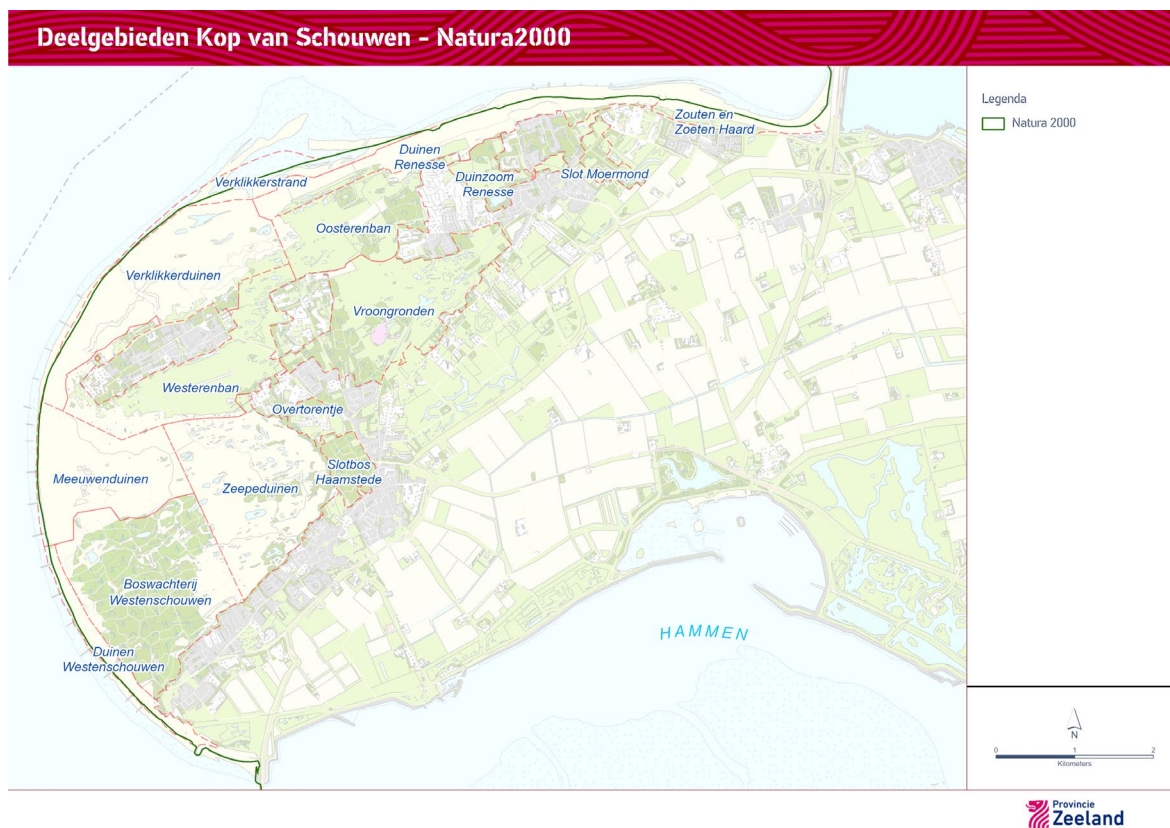 Deelgebieden Kop van Schouwen - Natura2000
Legenda
Natura 2000
Zouten en
Zoeten Haard
Duinen
Renesse
Duinzoom
Renesse
Slot Moermond
Verklikkerstrand
Oosterenban
Verklikkerduinen
Vroongronden
Westerenban
Overtorentje
Meeuwenduinen
Zeepeduinen
Slotbos
Haamstede
Boswachterij
Westenschouwen
Duinen
Westenschouwen
HAMMEN
N
0 1 2
Kilometers
Provincie
Zeeland